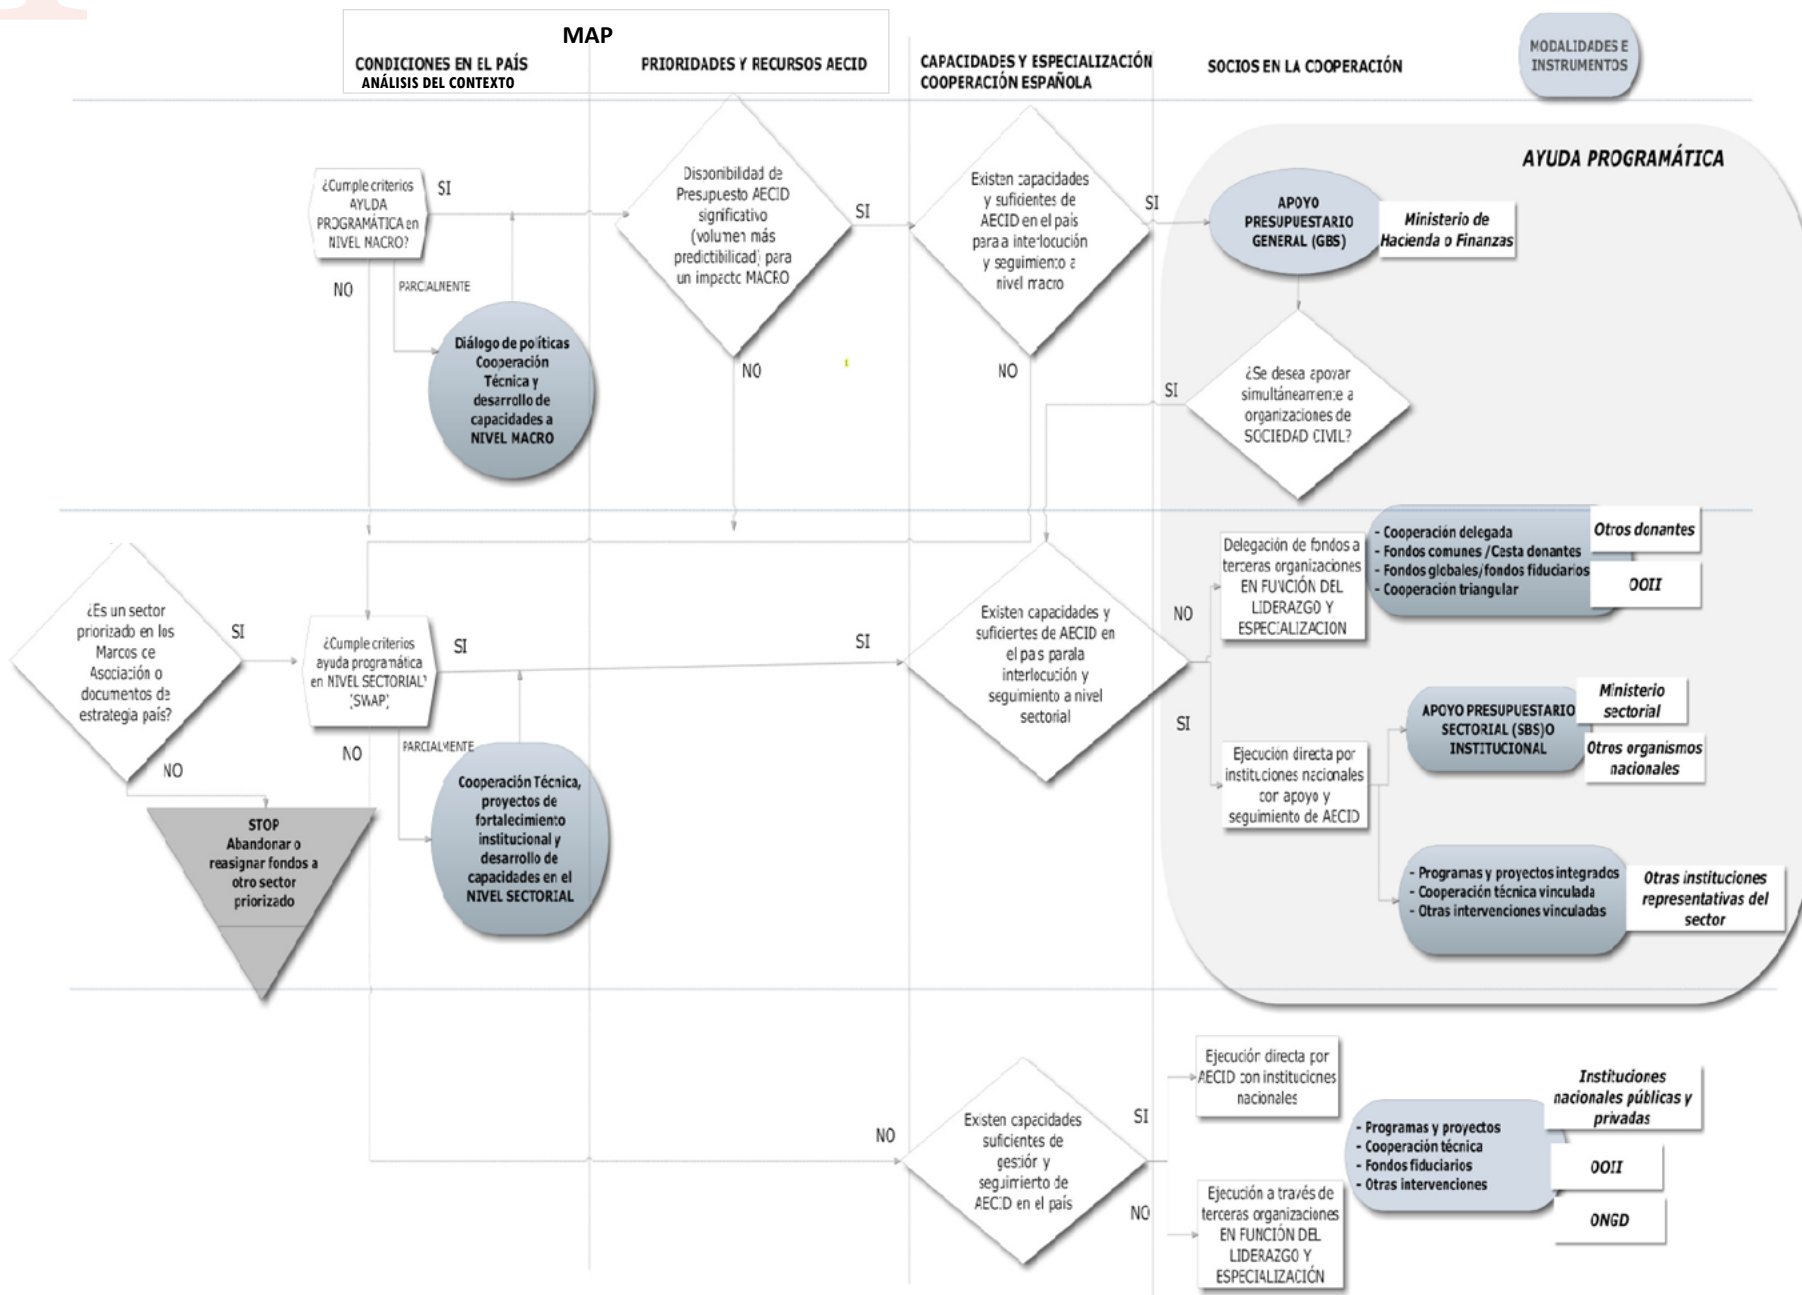 MAP
CONDICIONES EN EL PAÍS
ANÁLISIS DEL CONTEXTO
PRIORIDADES Y RECURSOS AECID
CAPACIDADES Y ESPECIALIZACIÓN
COOPERACIÓN ESPAÑOLA
SOCIOS EN LA COOPERACIÓN
MODALIDADES E
INSTRUMENTOS
AYUDA PROGRAMÁTICA
¿Cumple criterios
AYUDA
PROGRAMÁTICA en
NIVEL MACRO?
SI
NO
PARCIALMENTE
Diálogo de políticas
Cooperación
Técnica y
desarrollo de
capacidades a
NIVEL MACRO
Disponibilidad de
Presupuesto AECID
significativo
(volumen más
predictibilicad) para
un impacto MACRO
SI
NO
Existen capacidades
y suficientes de
AECID en el país
para a interlocución
y seguimiento a
nivel macro
SI
NO
APOYO
PRESUPUESTARIO
GENERAL (GBS)
Ministerio de
Hacienda o Finanzas
¿Se desea apoyar
simultáneamente a
organizaciones de
SOCIEDAD CIVIL?
SI
¿Es un sector
priorizado en los
Marcos ce
Asociación o
documentos de
estrategia país?
SI
NO
STOP
Abandonar o
reasignar fondos a
otro sector
priorizado
¿Cumple criterios
ayuda programática
en NIVEL SECTORIAL?
(SWAP)
SI
NO
PARCIALMENTE
Cooperación Técnica,
proyectos de
fortalecimiento
institucional y
desarrollo de
capacidades en el
NIVEL SECTORIAL
SI
Existen capacidades y
suficientes de AECID en
el país parala
interlocución y
seguimiento a nivel
sectorial
NO
SI
Delegación de fondos a
terceras organizaciones
EN FUNCIÓN DEL
LIDERAZGO Y
ESPECIALIZACIÓN
- Cooperación delegada
- Fondos comunes /Cesta donantes
- Fondos globales/fondos fiduciarios
- Cooperación triangular
Otros donantes
OOII
Ejecución directa por
instituciones nacionales
con apoyo y
seguimiento de AECID
APOYO PRESUPUESTARIO
SECTORIAL (SBS)O
INSTITUCIONAL
Ministerio
sectorial
Otros organismos
nacionales
- Programas y proyectos integrados
- Cooperación técnica vinculada
- Otras intervenciones vinculadas
Otras instituciones
representativas del
sector
NO
Existen capacidades
suficientes de
gestión y
seguimiento de
AECID en el país
SI
NO
Ejecución directa por
AECID con instituciones
nacionales
Ejecución a través de
terceras organizaciones
EN FUNCIÓN DEL
LIDERAZGO Y
ESPECIALIZACIÓN
- Programas y proyectos
- Cooperación técnica
- Fondos fiduciarios
- Otras intervenciones
Instituciones
nacionales públicas y
privadas
OOII
ONGD